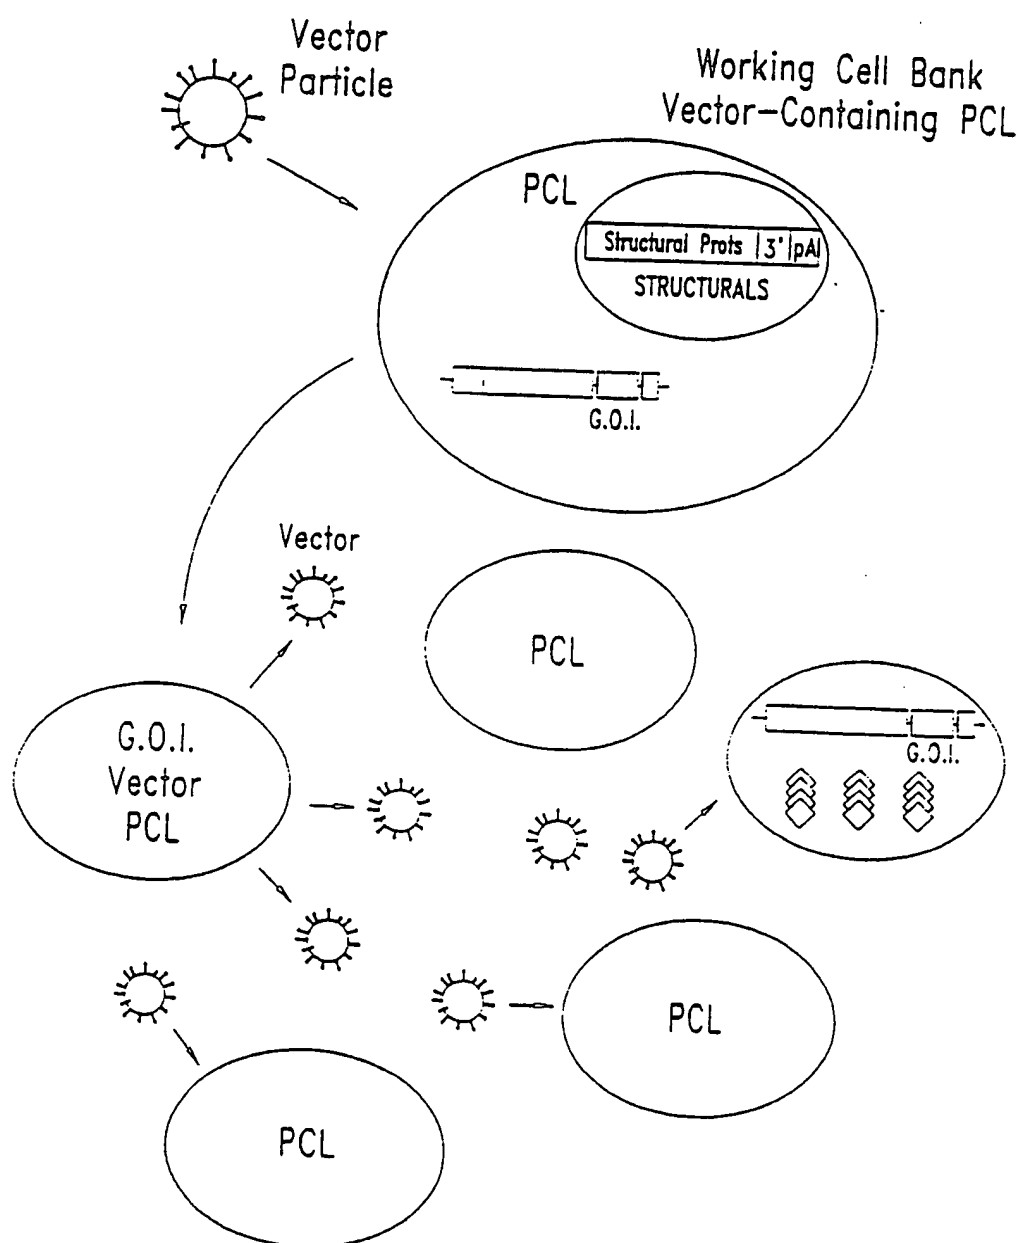 Vector
Particle
Working Cell Bank
Vector-Containing PCL
PCL
Structural Prots |3'|pA|
STRUCTURALS
G.O.I.
Vector
PCL
G.O.I.
G.O.I.
Vector
PCL
PCL
PCL